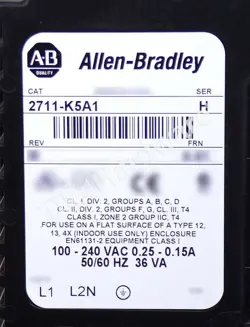 AB
QUALITY
Allen-Bradley
CAT
2711-K5A1
SER
H
REV
FRN
CL I, DIV. 2, GROUPS A, B, C, D
CL II, DIV. 2, GROUPS F, G, CL. III, T4
CLASS I, ZONE 2 GROUP IIC, T4
FOR USE ON A FLAT SURFACE OF A TYPE 12,
13, 4X (INDOOR USE ONLY) ENCLOSURE
EN61131-2 EQUIPMENT CLASS I
100 - 240 VAC 0.25 - 0.15A
50/60 HZ 36 VA
L1 L2N